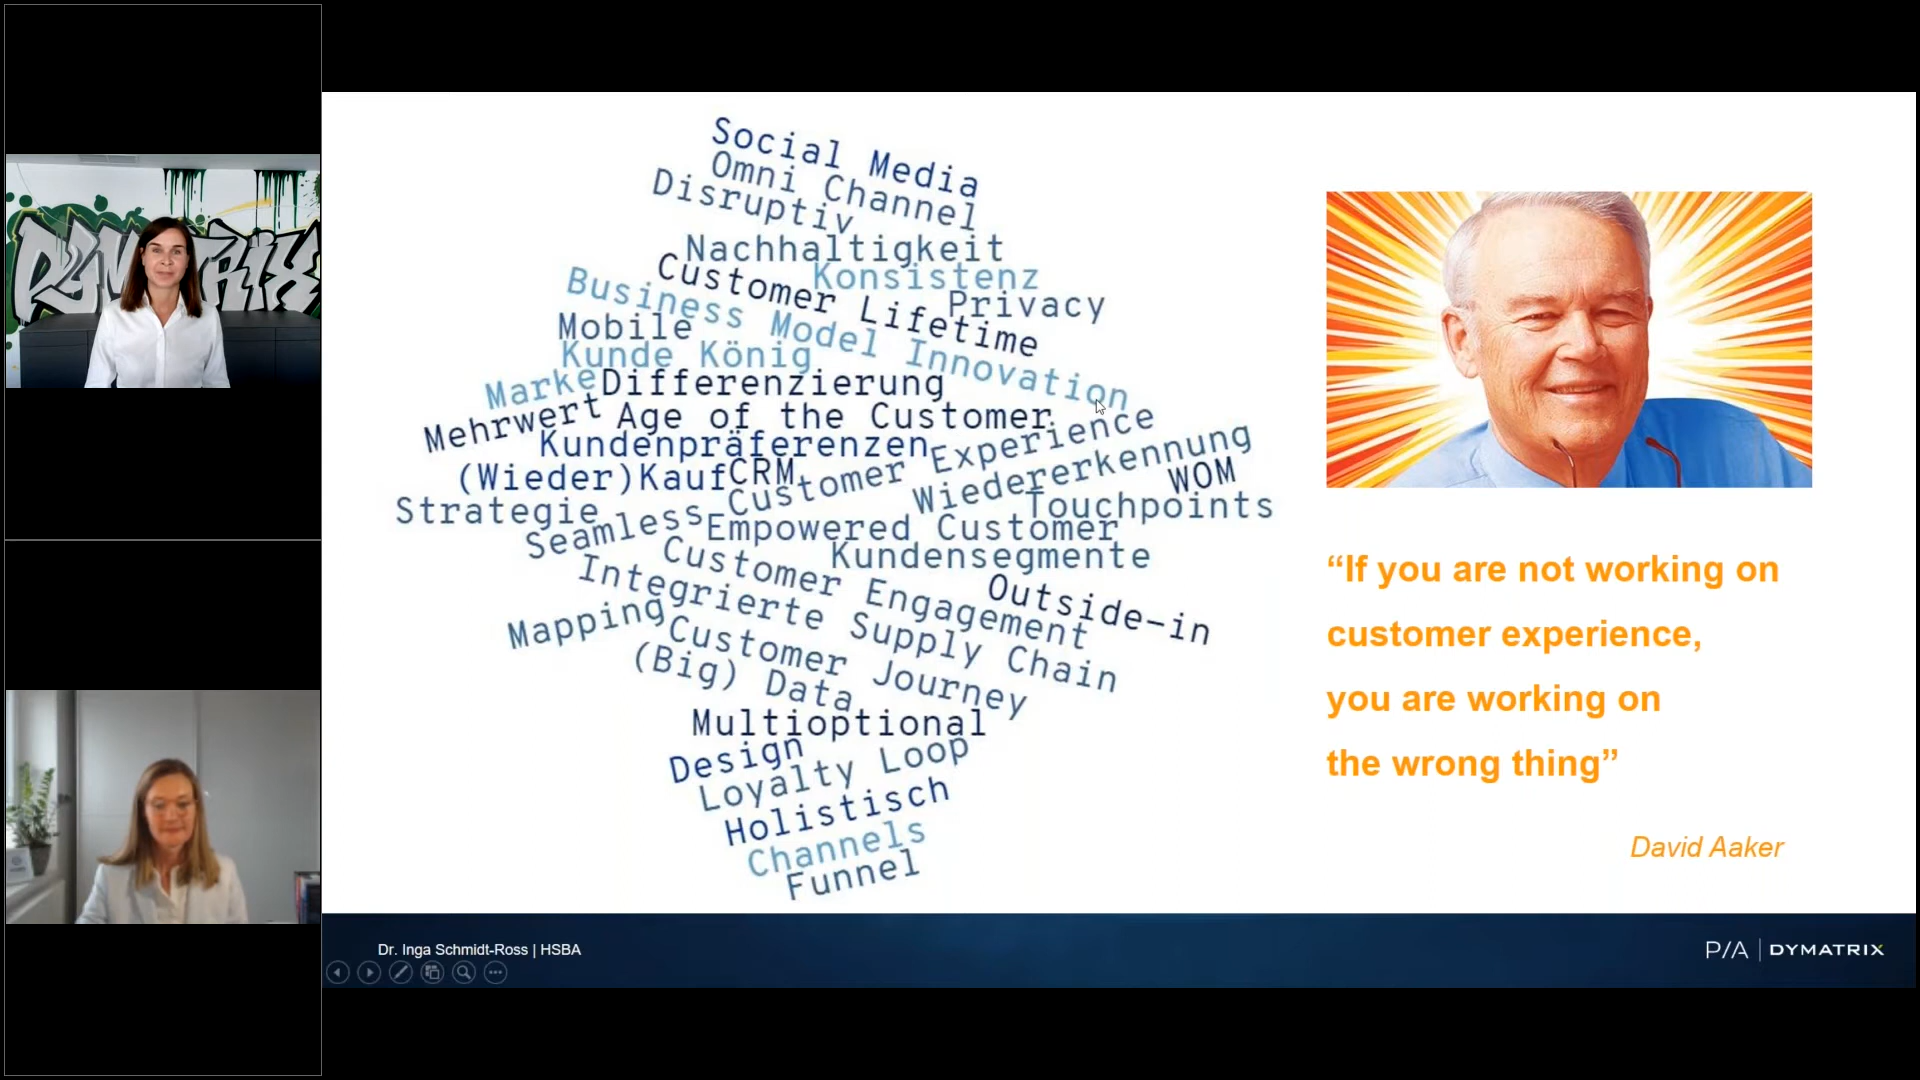 DYMATRIX
Social Media
Omni Channel
Disruptiv
Nachhaltigkeit
Konsistenz
Customer Lifetime
Privacy
Business Model Innovation
Mobile
Kunde König
Marke
Differenzierung
Mehrwert
Age of the Customer
Kundenpräferenzen
(Wieder)Kauf
CRM
Seamless Customer Experience
Wiedererkennung
WOM
Strategie
Touchpoints
Empowered Customer
Kundensegmente
Customer Engagement
Outside-in
Integrierte Supply Chain
Mapping
Customer Journey
(Big) Data
Multioptional
Design
Loyalty Loop
Holistisch
Channels
Funnel
“If you are not working on
customer experience,
you are working on
the wrong thing”
David Aaker
Dr. Inga Schmidt-Ross | HSBA
P/A | DYMATRIX